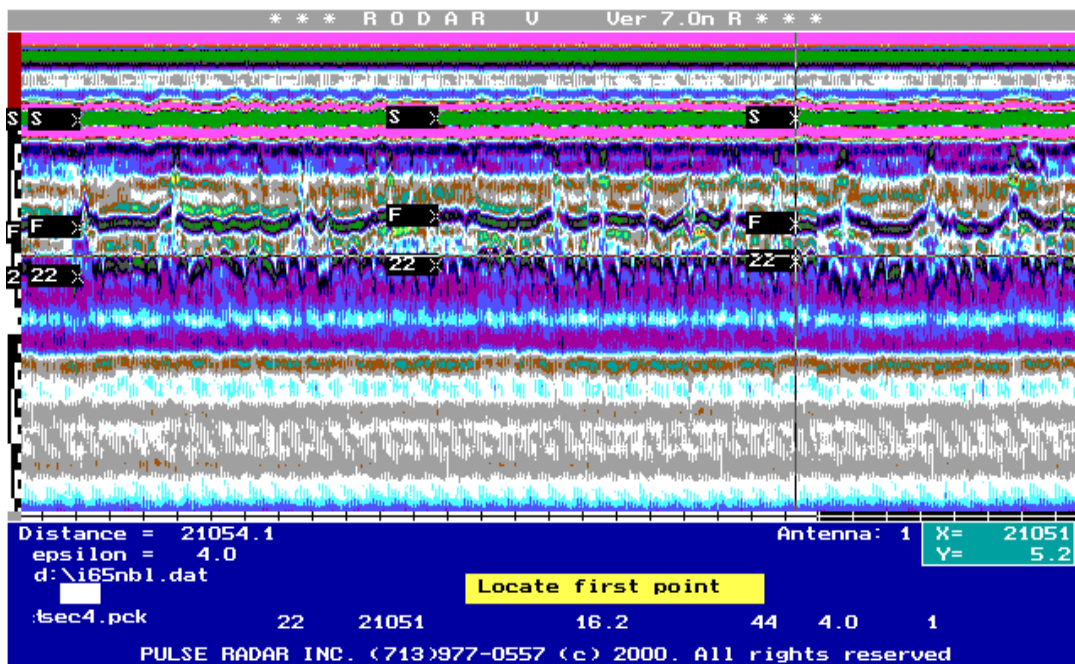 * * * R O D A R V Ver 7.0n R * * *
S S S S
F F F F
2 22 22 22
Distance = 21054.1 Antenna: 1 X= 21051
epsilon = 4.0 Y= 5.2
d:\i65nbl.dat
Locate first point
tsec4.pck 22 21051 16.2 44 4.0 1
PULSE RADAR INC. (713)977-0557 (c) 2000. All rights reserved